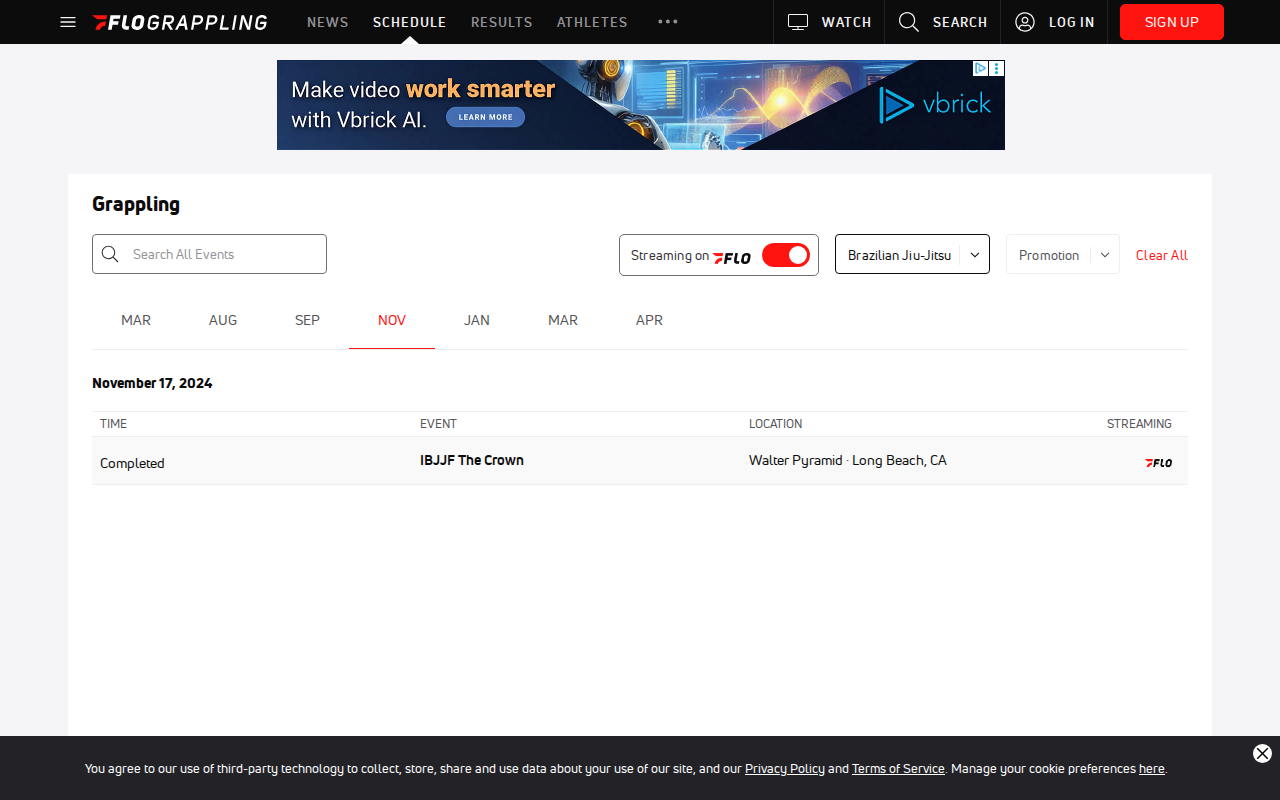 FLOGRAPPLING NEWS SCHEDULE RESULTS ATHLETES WATCH SEARCH LOG IN SIGN UP
Make video work smarter
with Vbrick AI. LEARN MORE
vbrick
Grappling
Search All Events Streaming on FLO Brazilian Jiu-Jitsu Promotion Clear All
MAR AUG SEP NOV JAN MAR APR
November 17, 2024
TIME EVENT LOCATION STREAMING
Completed IBJJF The Crown Walter Pyramid · Long Beach, CA FLO
You agree to our use of third-party technology to collect, store, share and use data about your use of our site, and our Privacy Policy and Terms of Service. Manage your cookie preferences here.